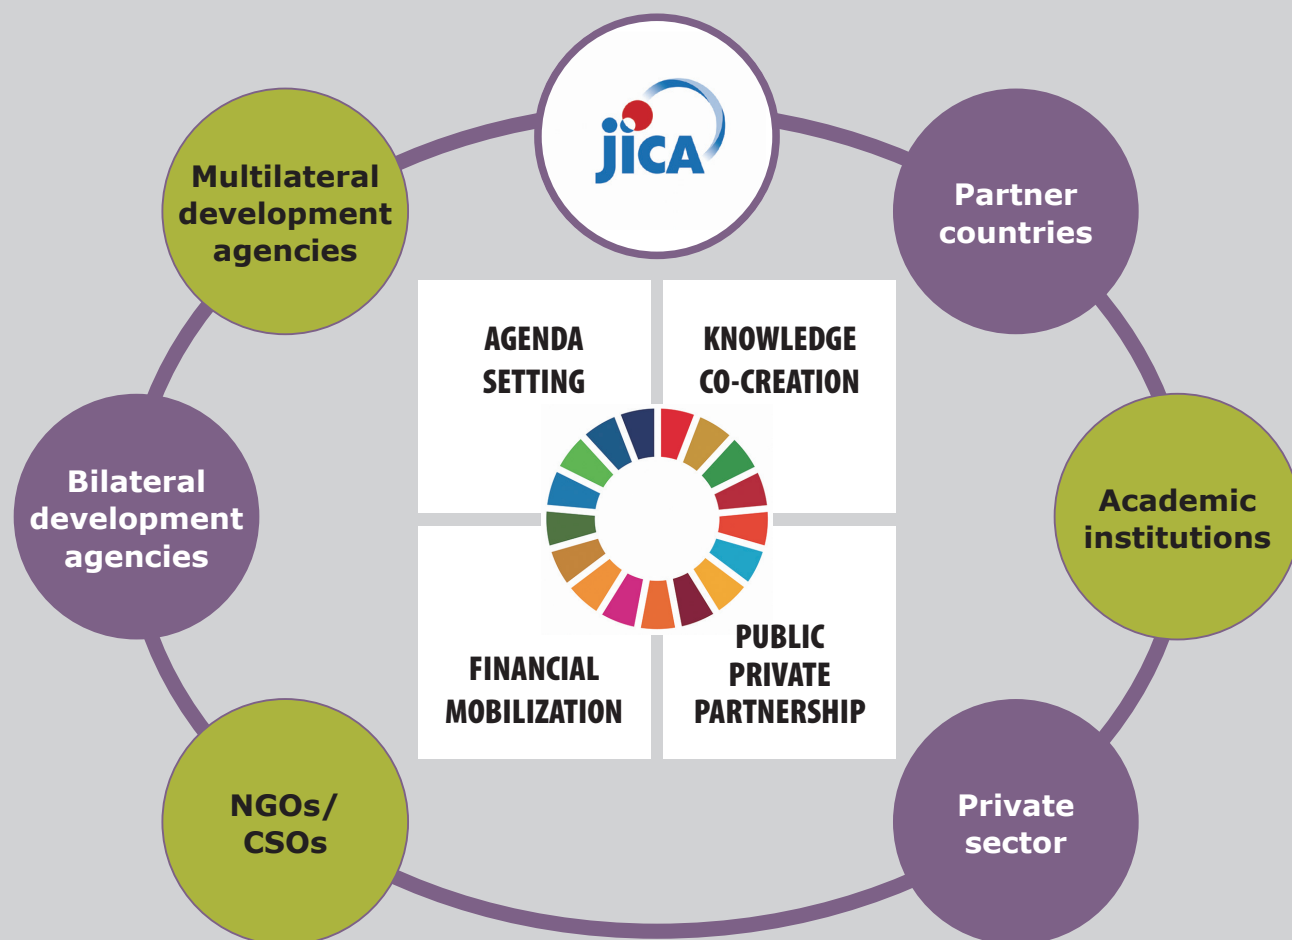 jica
Multilateral
development
agencies
Partner
countries
AGENDA
SETTING
KNOWLEDGE
CO-CREATION
Bilateral
development
agencies
Academic
institutions
FINANCIAL
MOBILIZATION
PUBLIC
PRIVATE
PARTNERSHIP
NGOs/
CSOs
Private
sector